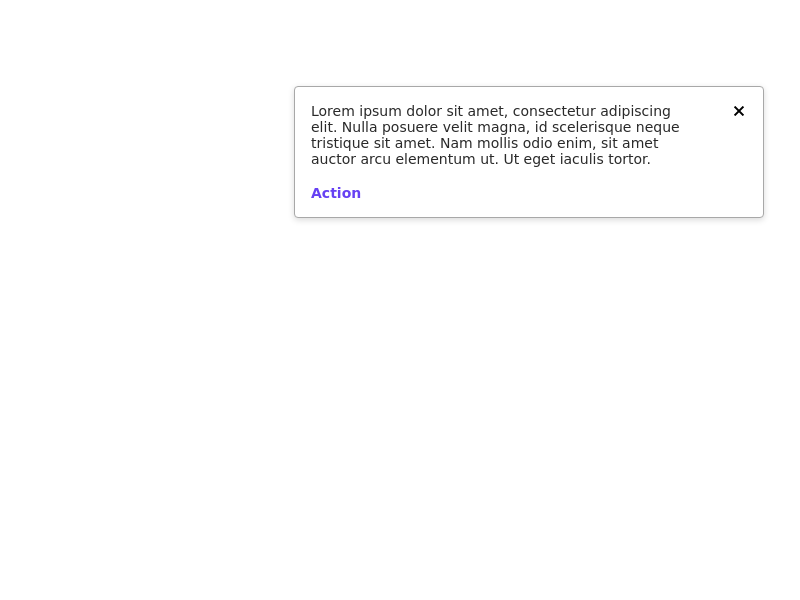 Lorem ipsum dolor sit amet, consectetur adipiscing
elit. Nulla posuere velit magna, id scelerisque neque
tristique sit amet. Nam mollis odio enim, sit amet
auctor arcu elementum ut. Ut eget iaculis tortor.
Action